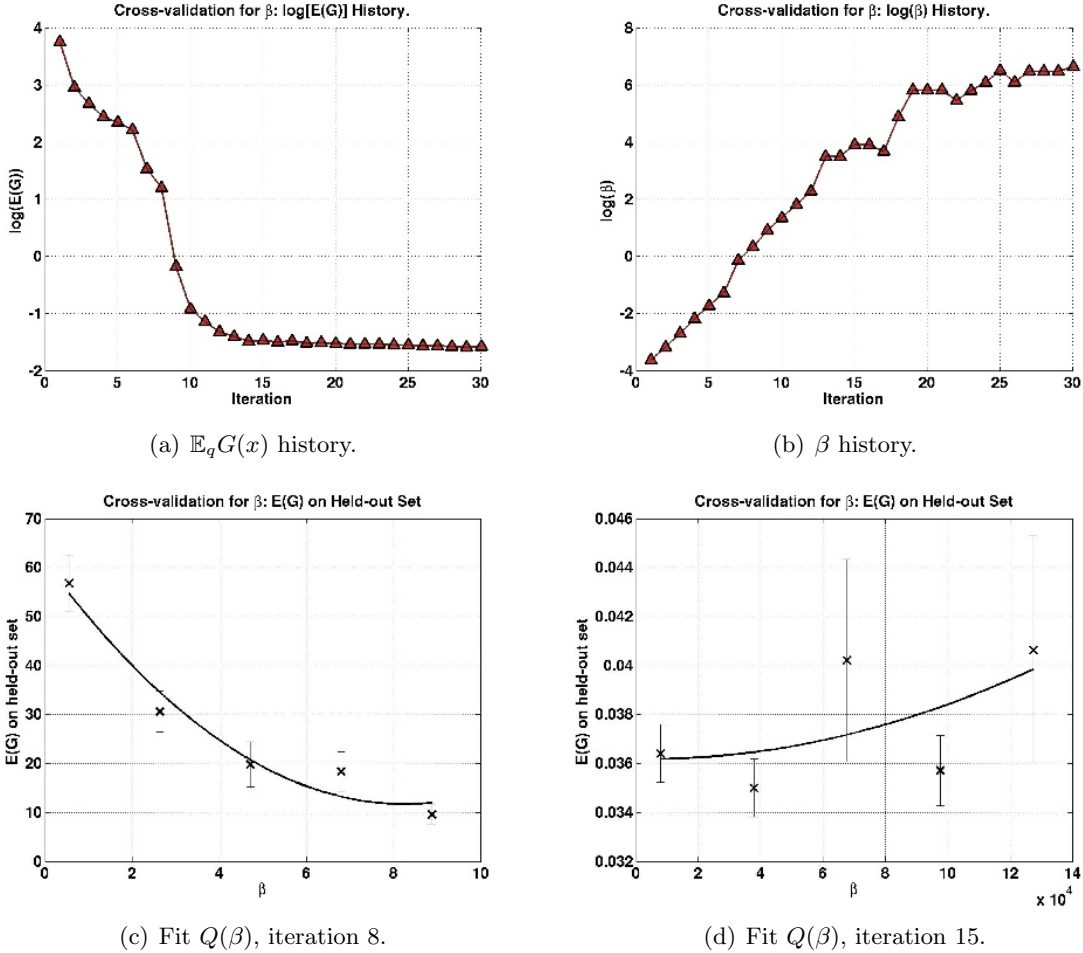 Cross-validation for β: log[E(G)] History.
4
3
2
1
0
-1
-2
log(E(G))
0 5 10 15 20 25 30
Iteration
(a) 𝔼qG(x) history.
Cross-validation for β: log(β) History.
8
6
4
2
0
-2
-4
log(β)
0 5 10 15 20 25 30
Iteration
(b) β history.
Cross-validation for β: E(G) on Held-out Set
70
60
50
40
30
20
10
0
E(G) on held-out set
0 2 4 6 8 10
β
(c) Fit Q(β), iteration 8.
Cross-validation for β: E(G) on Held-out Set
0.046
0.044
0.042
0.04
0.038
0.036
0.034
0.032
E(G) on held-out set
0 2 4 6 8 10 12 14
β
x 10⁴
(d) Fit Q(β), iteration 15.